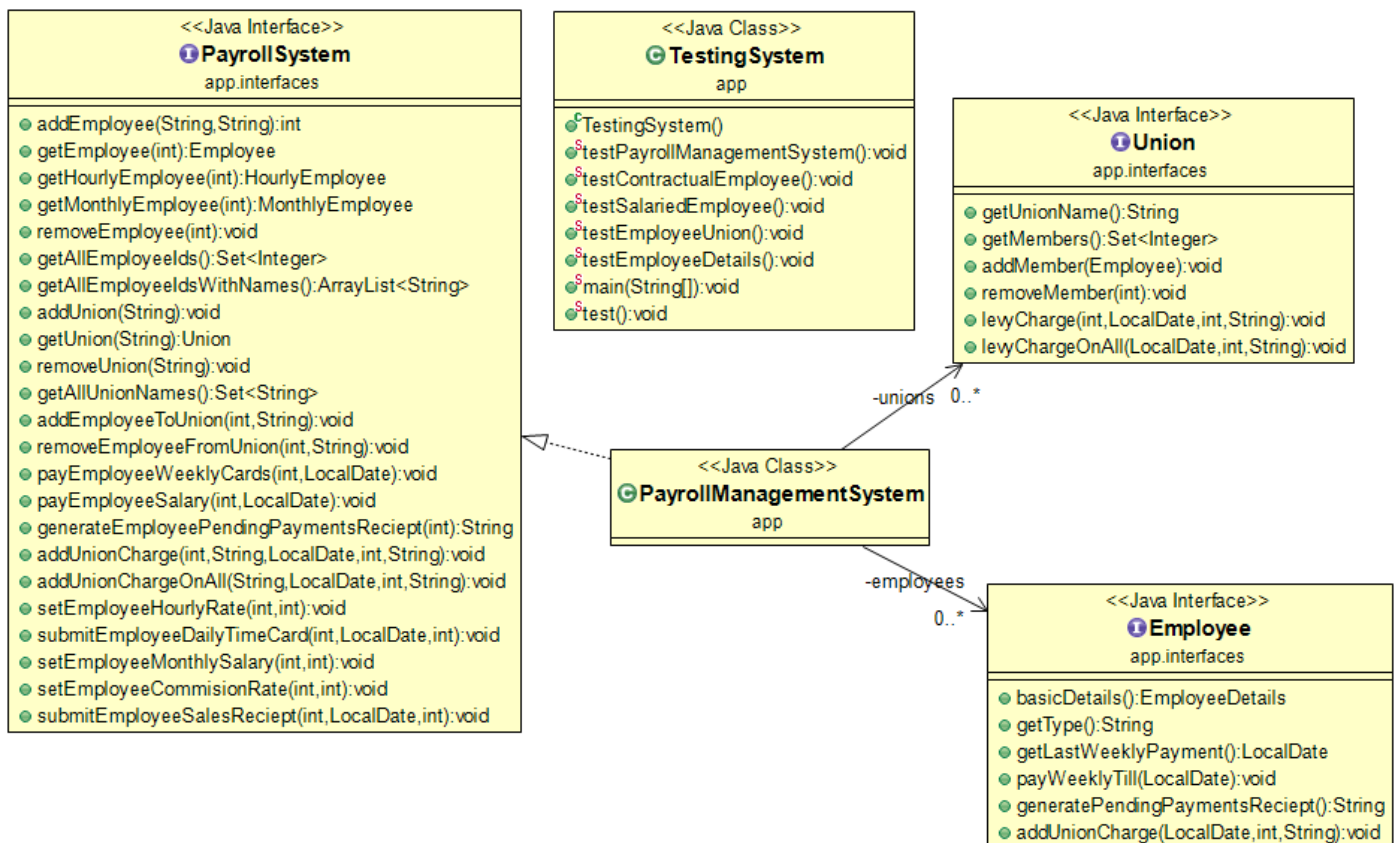 <<Java Interface>>
PayrollSystem
app.interfaces
addEmployee(String,String):int
getEmployee(int):Employee
getHourlyEmployee(int):HourlyEmployee
getMonthlyEmployee(int):MonthlyEmployee
removeEmployee(int):void
getAllEmployeeIds():Set<Integer>
getAllEmployeeIdsWithNames():ArrayList<String>
addUnion(String):void
getUnion(String):Union
removeUnion(String):void
getAllUnionNames():Set<String>
addEmployeeToUnion(int,String):void
removeEmployeeFromUnion(int,String):void
payEmployeeWeeklyCards(int,LocalDate):void
payEmployeeSalary(int,LocalDate):void
generateEmployeePendingPaymentsReciept(int):String
addUnionCharge(int,String,LocalDate,int,String):void
addUnionChargeOnAll(String,LocalDate,int,String):void
setEmployeeHourlyRate(int,int):void
submitEmployeeDailyTimeCard(int,LocalDate,int):void
setEmployeeMonthlySalary(int,int):void
setEmployeeCommisionRate(int,int):void
submitEmployeeSalesReciept(int,LocalDate,int):void
<<Java Class>>
TestingSystem
app
TestingSystem()
testPayrollManagementSystem():void
testContractualEmployee():void
testSalariedEmployee():void
testEmployeeUnion():void
testEmployeeDetails():void
main(String[]):void
test():void
<<Java Interface>>
Union
app.interfaces
getUnionName():String
getMembers():Set<Integer>
addMember(Employee):void
removeMember(int):void
levyCharge(int,LocalDate,int,String):void
levyChargeOnAll(LocalDate,int,String):void
-unions 0..*
<<Java Class>>
PayrollManagementSystem
app
-employees
0..*
<<Java Interface>>
Employee
app.interfaces
basicDetails():EmployeeDetails
getType():String
getLastWeeklyPayment():LocalDate
payWeeklyTill(LocalDate):void
generatePendingPaymentsReciept():String
addUnionCharge(LocalDate,int,String):void